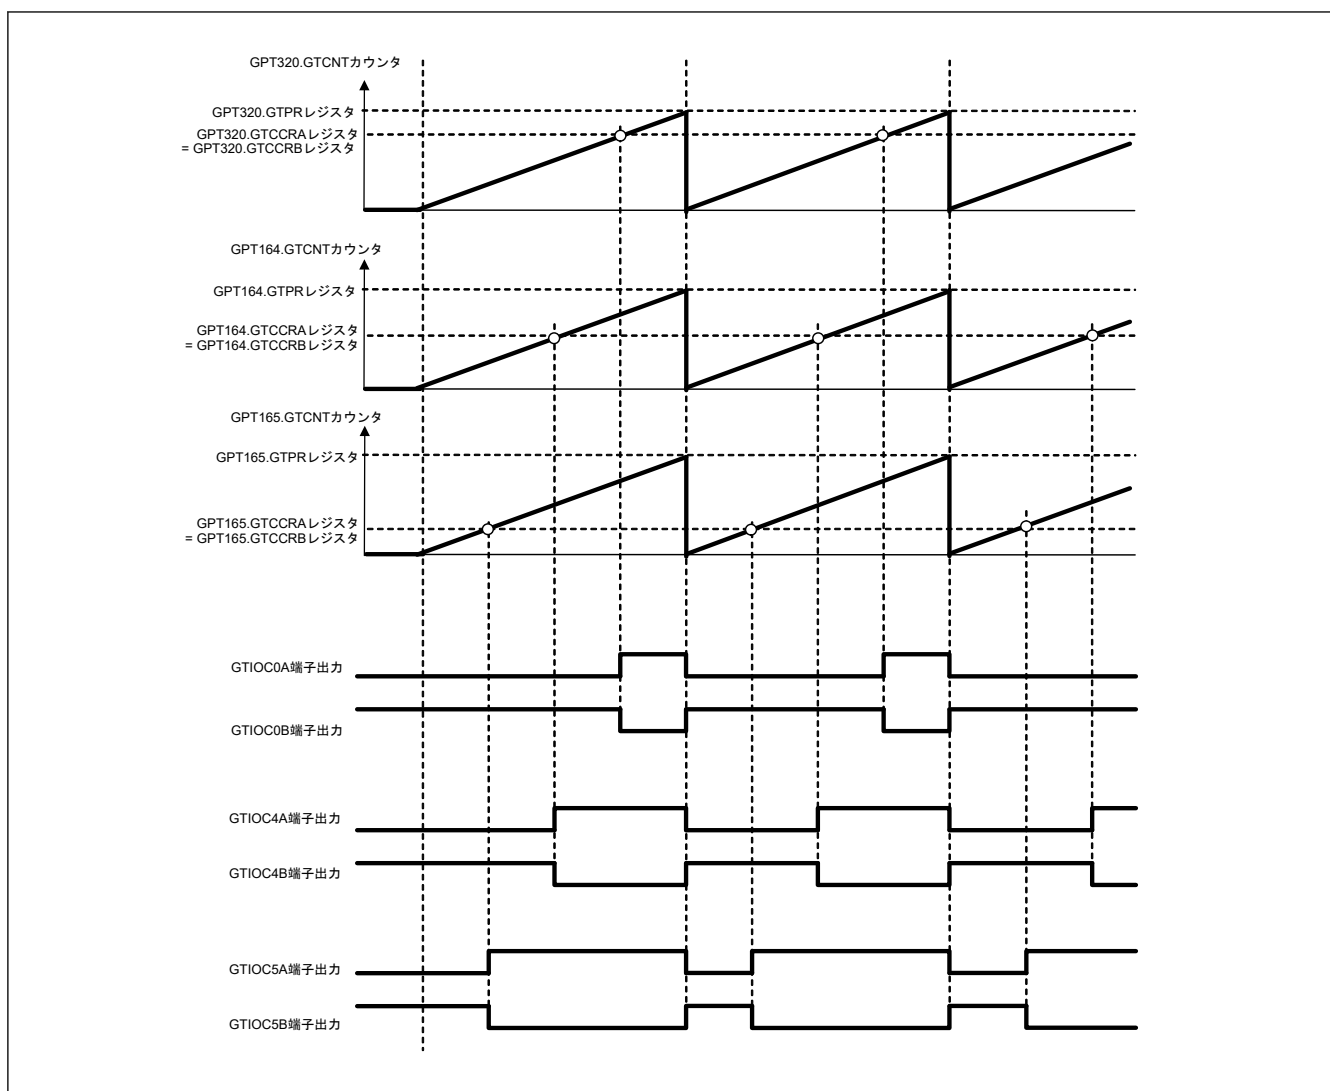 GPT320.GTCNTカウンタ
GPT320.GTPRレジスタ
GPT320.GTCCRAレジスタ
= GPT320.GTCCRBレジスタ
GPT164.GTCNTカウンタ
GPT164.GTPRレジスタ
GPT164.GTCCRAレジスタ
= GPT164.GTCCRBレジスタ
GPT165.GTCNTカウンタ
GPT165.GTPRレジスタ
GPT165.GTCCRAレジスタ
= GPT165.GTCCRBレジスタ
GTIOC0A端子出力
GTIOC0B端子出力
GTIOC4A端子出力
GTIOC4B端子出力
GTIOC5A端子出力
GTIOC5B端子出力